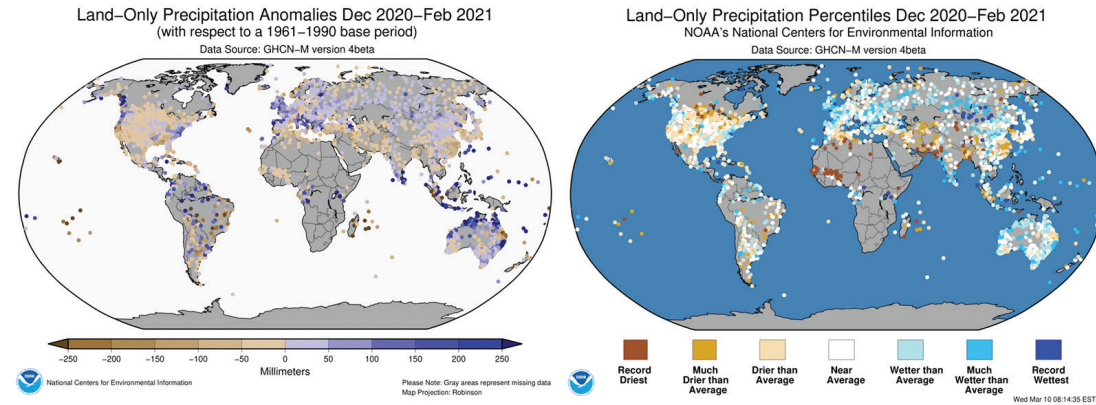 Land-Only Precipitation Anomalies Dec 2020-Feb 2021
(with respect to a 1961-1990 base period)
Data Source: GHCN-M version 4beta
-250 -200 -150 -100 -50 0 50 100 150 200 250
Millimeters
National Centers for Environmental Information
Please Note: Gray areas represent missing data
Map Projection: Robinson
Land-Only Precipitation Percentiles Dec 2020-Feb 2021
NOAA's National Centers for Environmental Information
Data Source: GHCN-M version 4beta
Record Driest
Much Drier than Average
Drier than Average
Near Average
Wetter than Average
Much Wetter than Average
Record Wettest
Wed Mar 10 08:14:35 EST